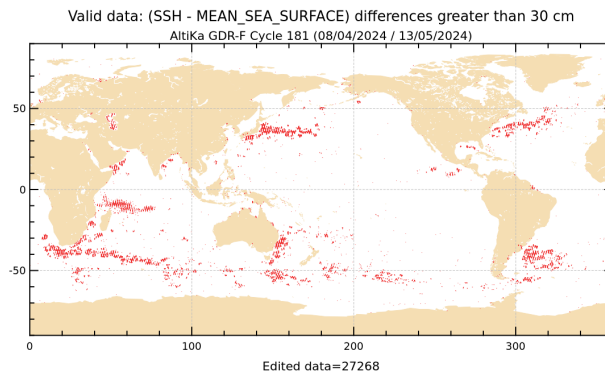 Valid data: (SSH - MEAN_SEA_SURFACE) differences greater than 30 cm
AltiKa GDR-F Cycle 181 (08/04/2024 / 13/05/2024)
50
0
-50
0
100
200
300
Edited data=27268